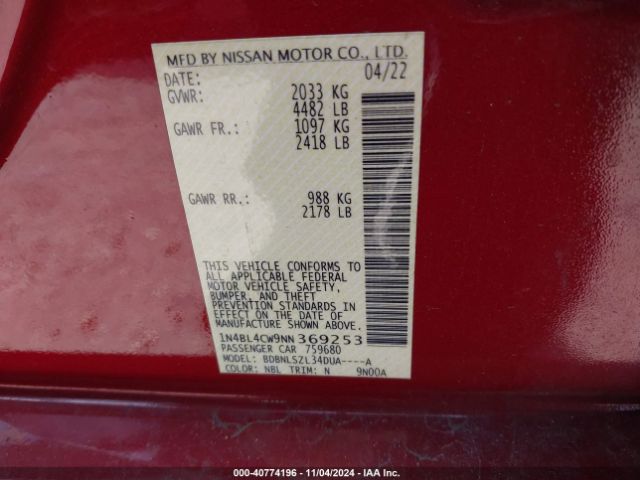 MFD BY NISSAN MOTOR CO., LTD.
DATE: 04/22
GVWR: 2033 KG
4482 LB
GAWR FR.: 1097 KG
2418 LB
GAWR RR.: 988 KG
2178 LB
THIS VEHICLE CONFORMS TO
ALL APPLICABLE FEDERAL
MOTOR VEHICLE SAFETY,
BUMPER, AND THEFT
PREVENTION STANDARDS IN
EFFECT ON THE DATE OF
MANUFACTURE SHOWN ABOVE.
1N4BL4CW9NN369253
PASSENGER CAR 759680
MODEL: BDBNLSZL34DUA----A
COLOR: NBL TRIM: N 9N00A
000-40774196 - 11/04/2024 - IAA Inc.